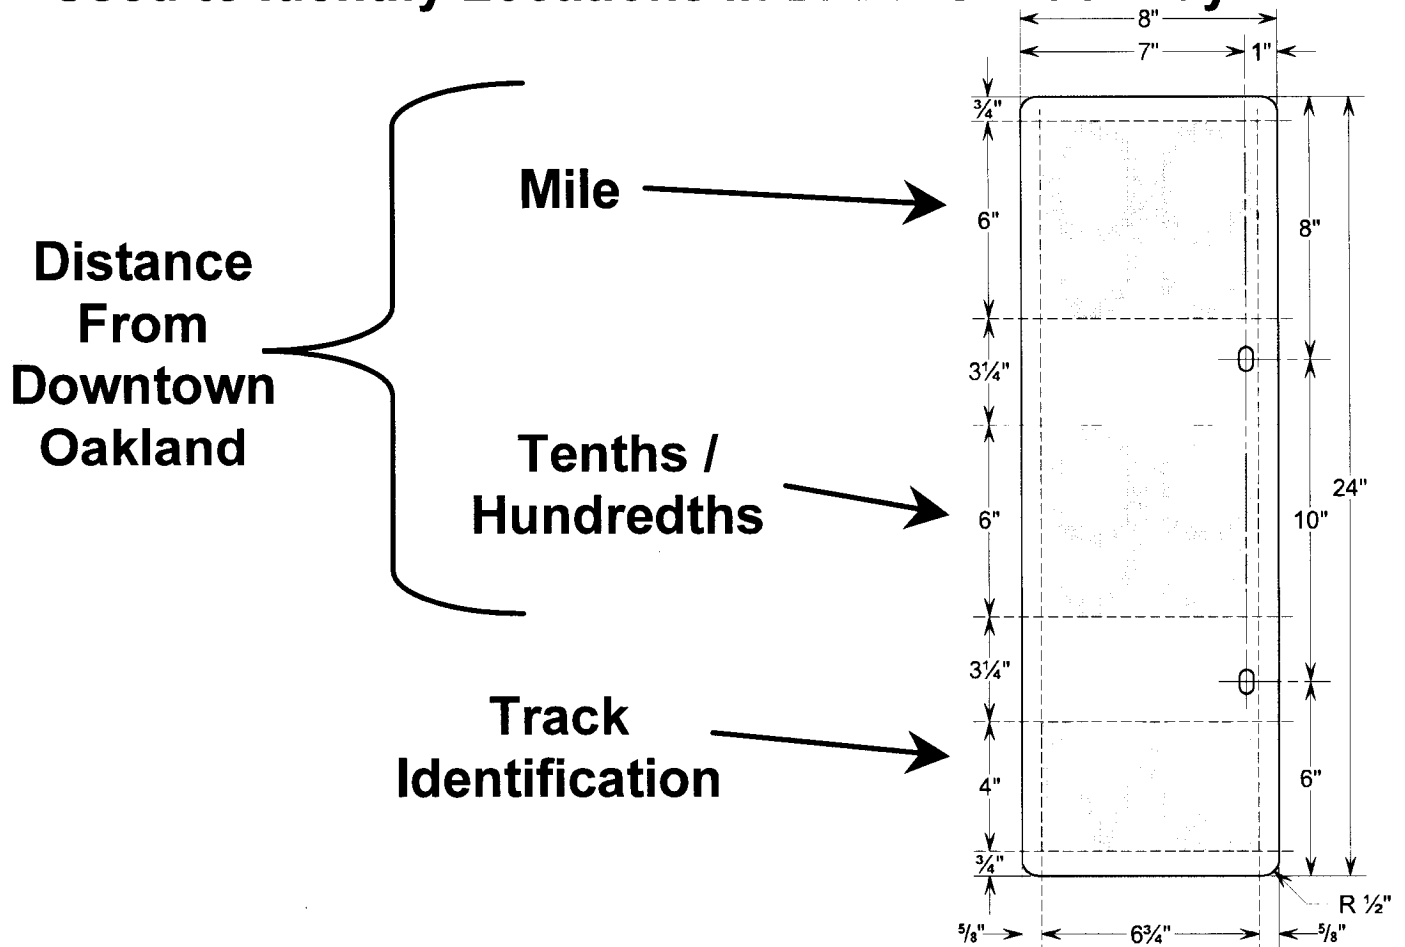 8"
7"
1"
Distance
From
Downtown
Oakland
Mile
Tenths /
Hundredths
Track
Identification
¾"
6"
3¼"
6"
3¼"
4"
¾"
8"
10"
24"
6"
R ½"
⅝"
6¾"
⅝"